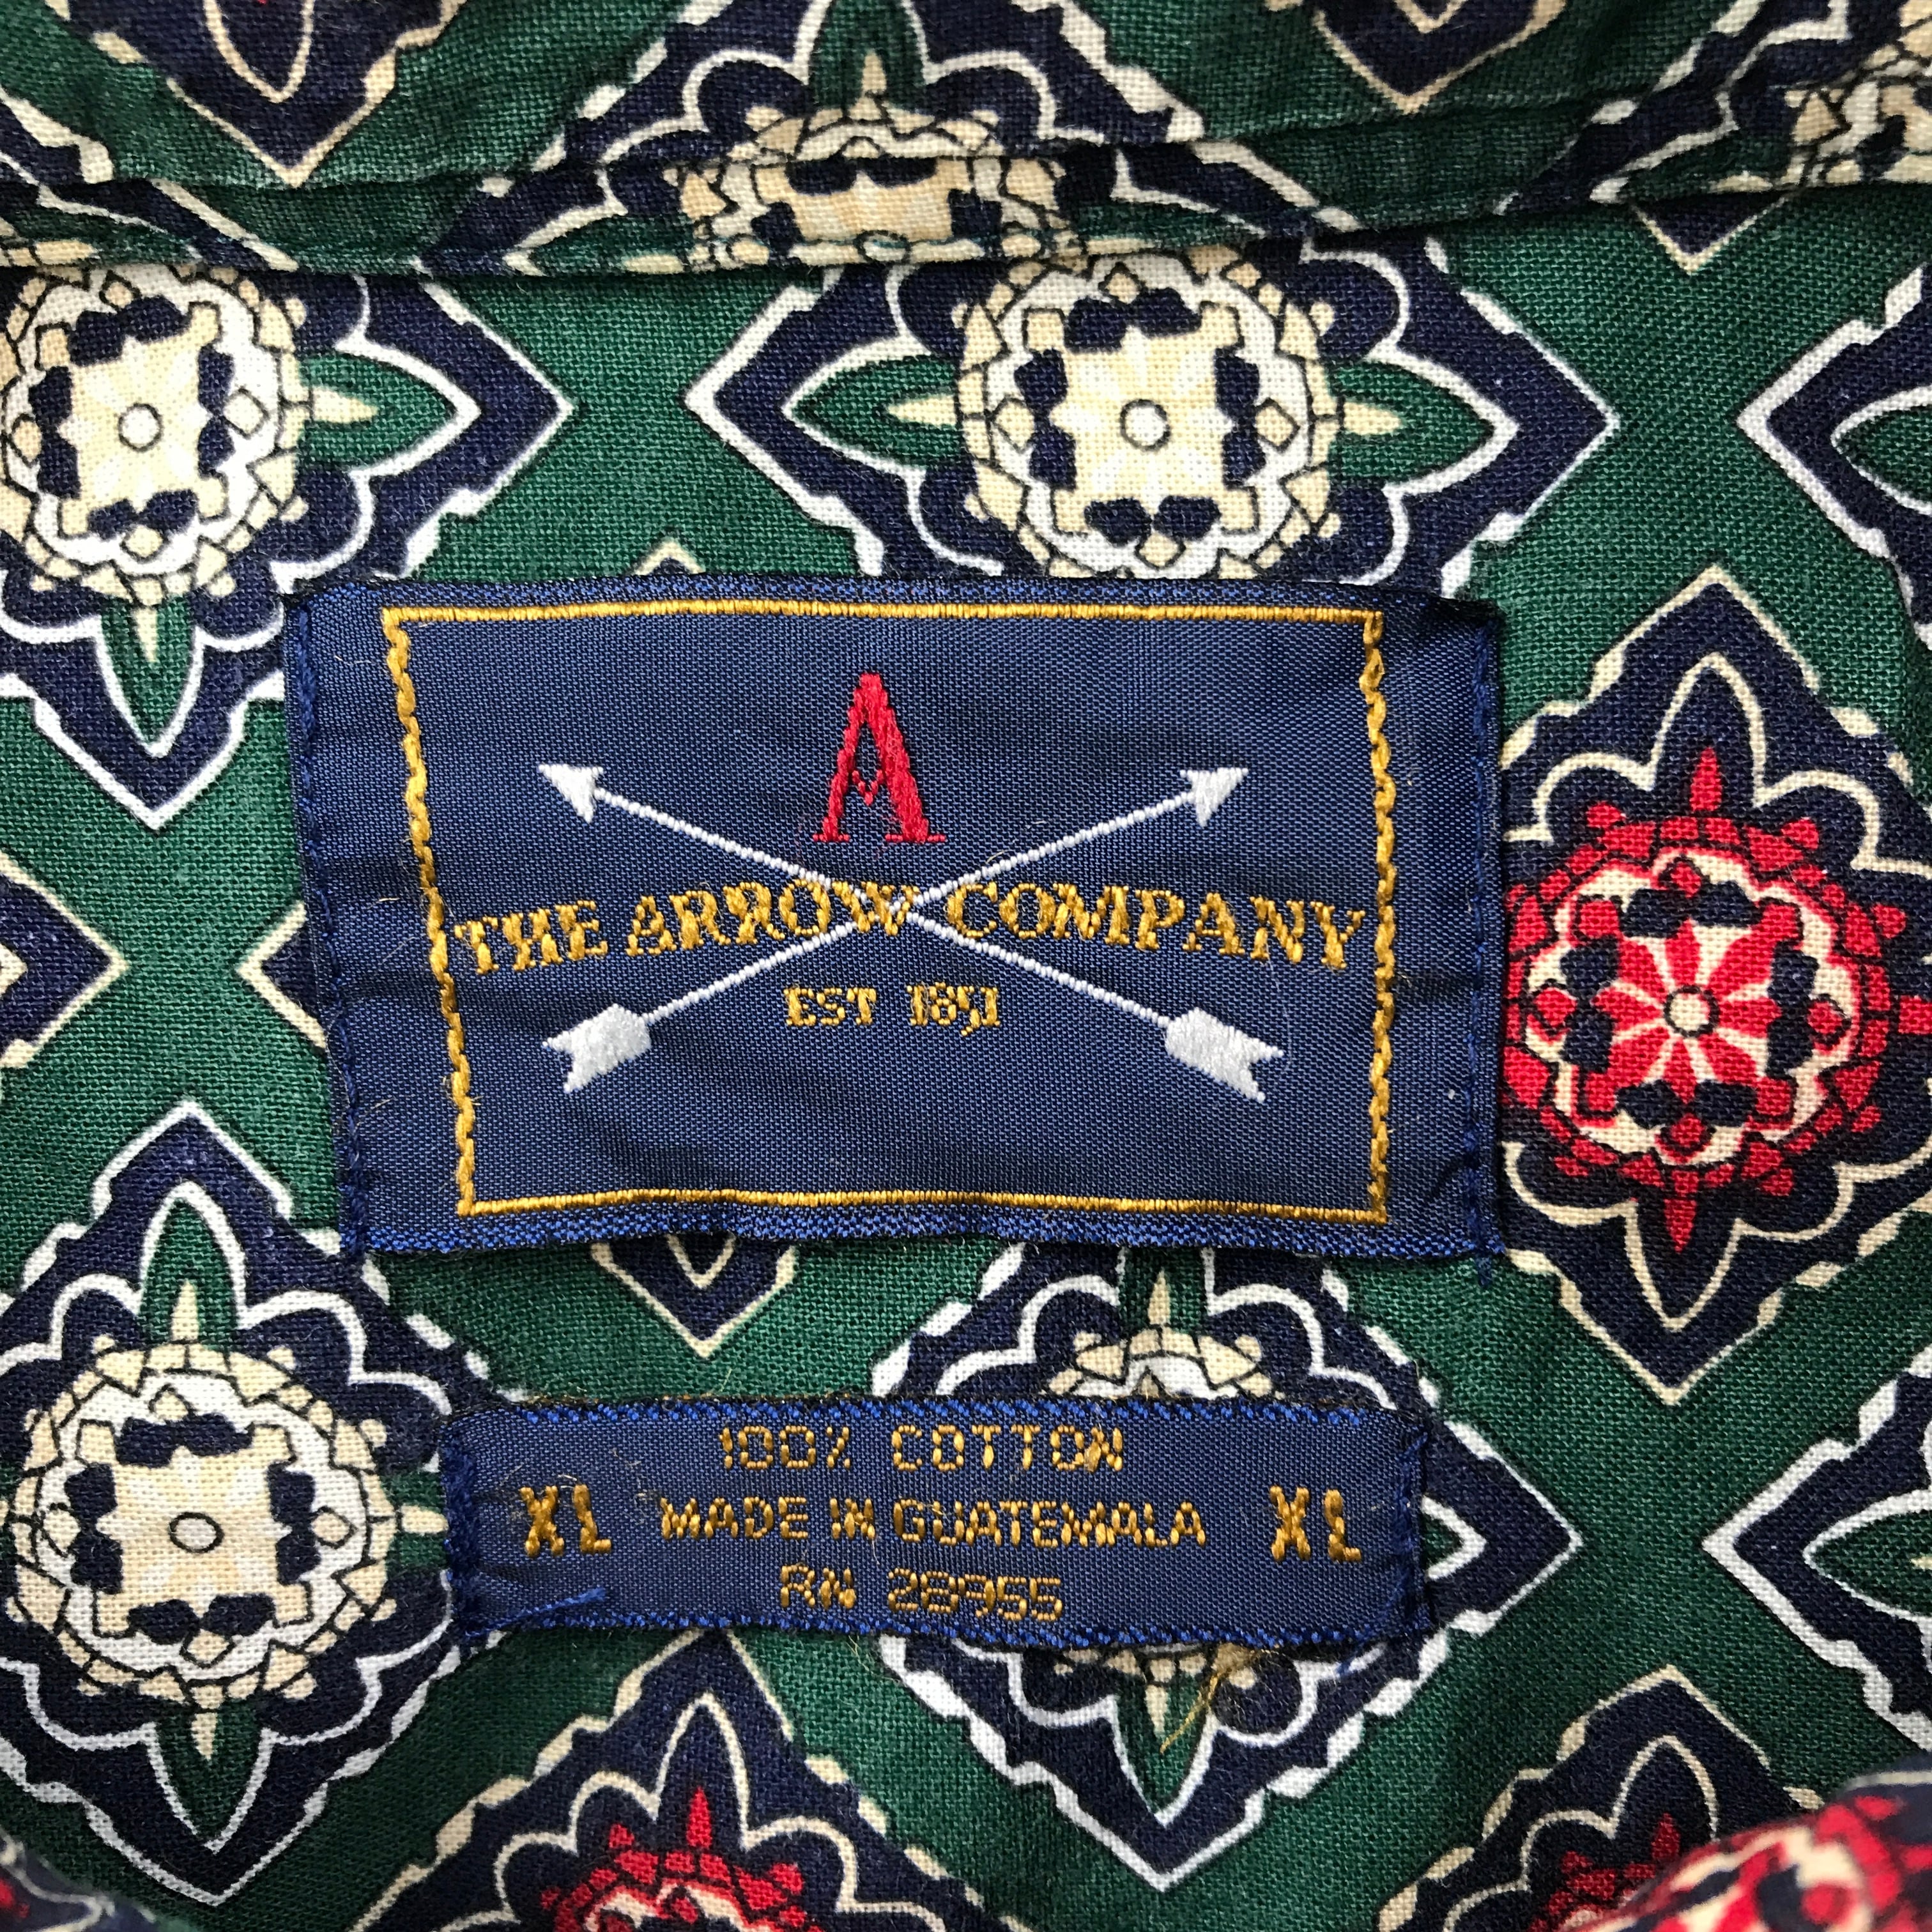 A
THE ARROW COMPANY
EST 1851
100% COTTON
XL MADE IN GUATEMALA XL
RN 28955